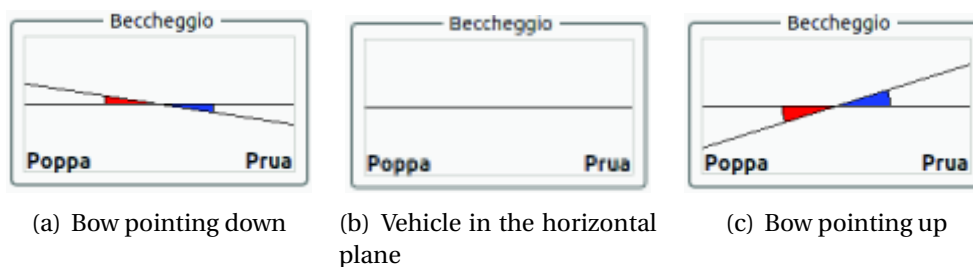 Beccheggio
Poppa Prua
(a) Bow pointing down
Beccheggio
Poppa Prua
(b) Vehicle in the horizontal
plane
Beccheggio
Poppa Prua
(c) Bow pointing up